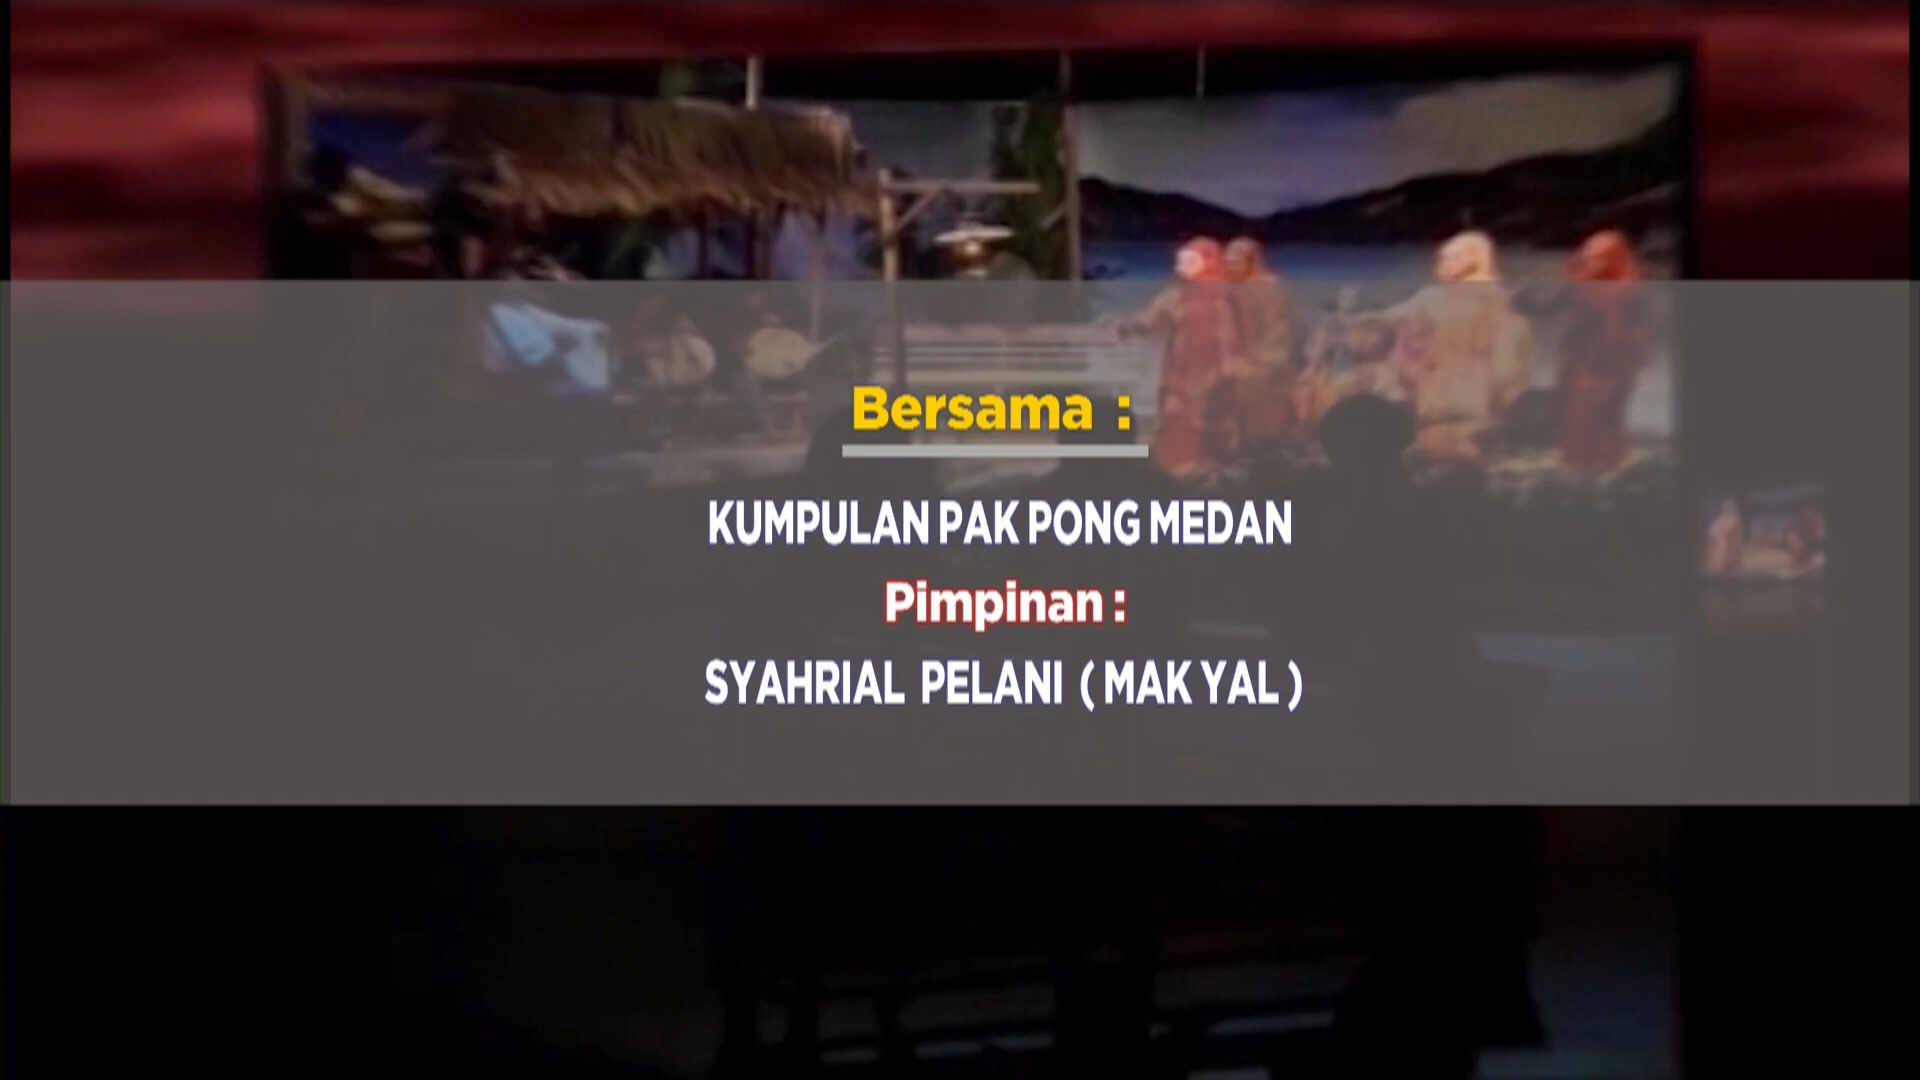 Bersama :
KUMPULAN PAK PONG MEDAN
Pimpinan :
SYAHRIAL PELANI ( MAK YAL )